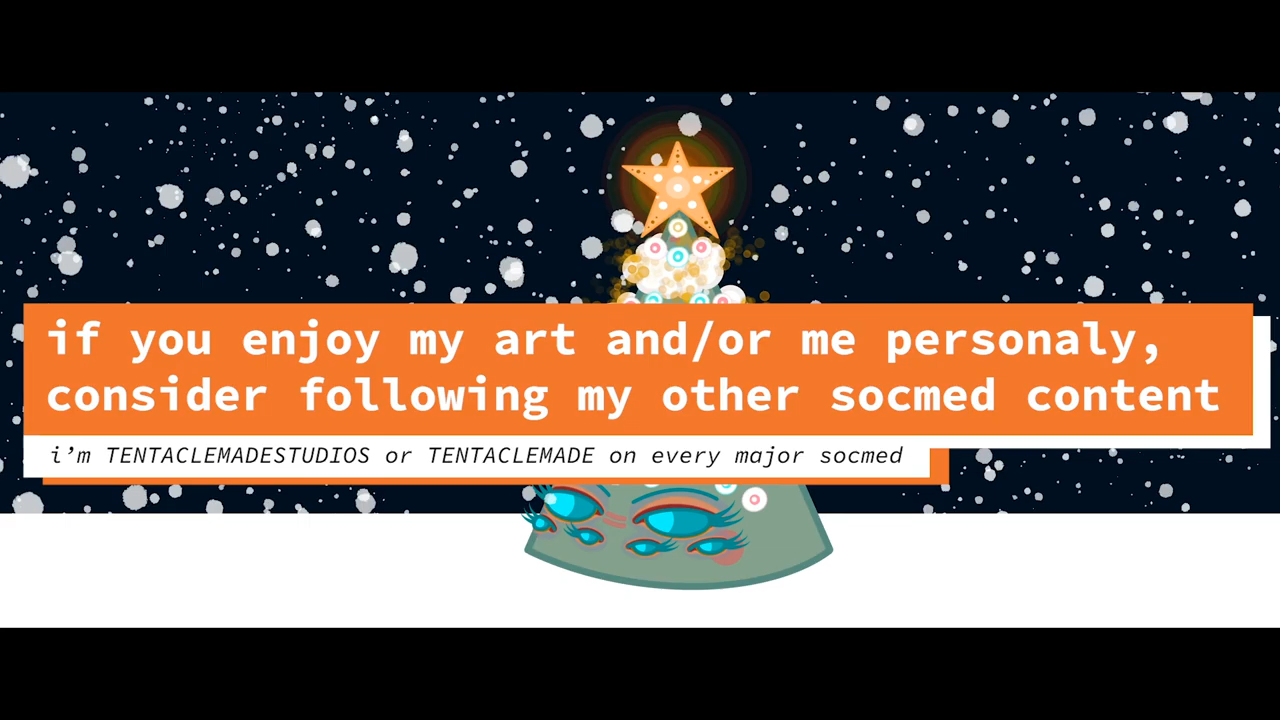 if you enjoy my art and/or me personaly,
consider following my other socmed content
i’m TENTACLEMADESTUDIOS or TENTACLEMADE on every major socmed